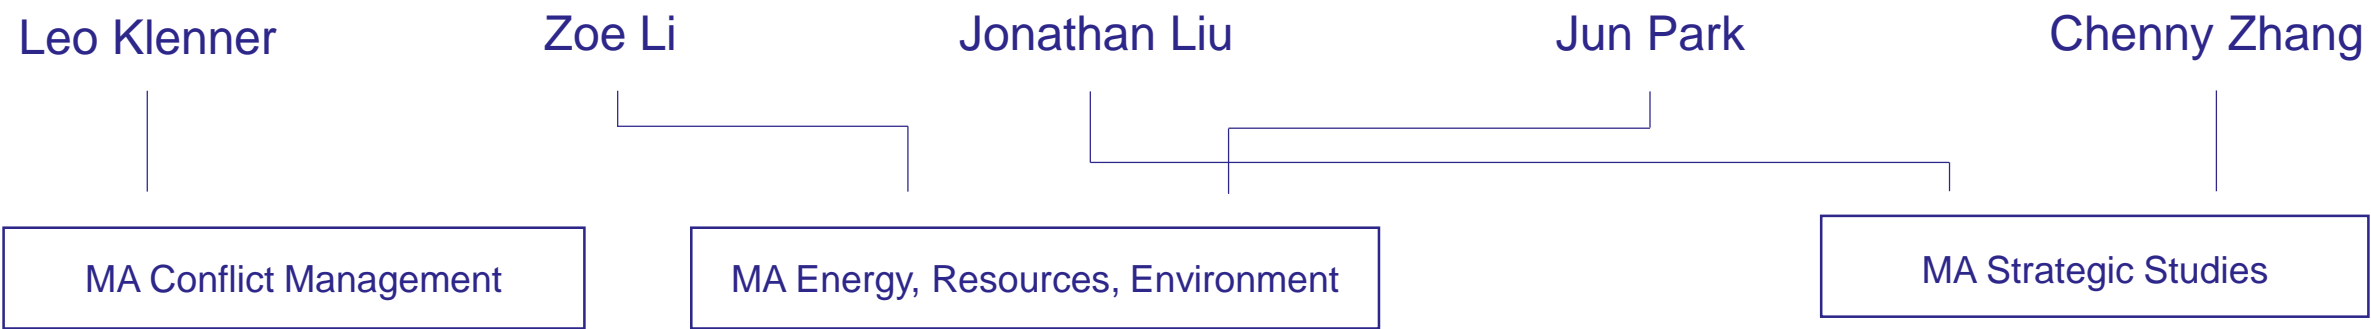 Leo Klenner
Zoe Li
Jonathan Liu
Jun Park
Chenny Zhang
MA Conflict Management
MA Energy, Resources, Environment
MA Strategic Studies